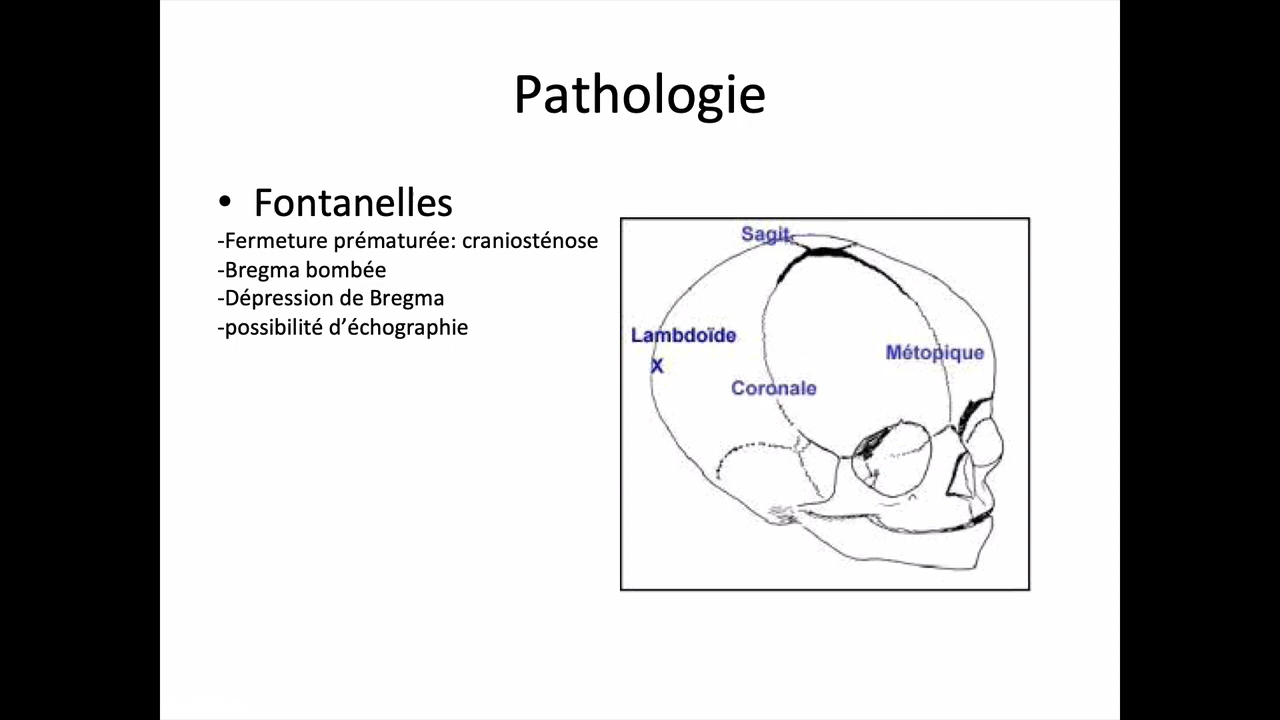 Pathologie
• Fontanelles
-Fermeture prématurée: craniosténose
-Bregma bombée
-Dépression de Bregma
-possibilité d’échographie
Sagit
Lambdoïde
X
Métopique
Coronale